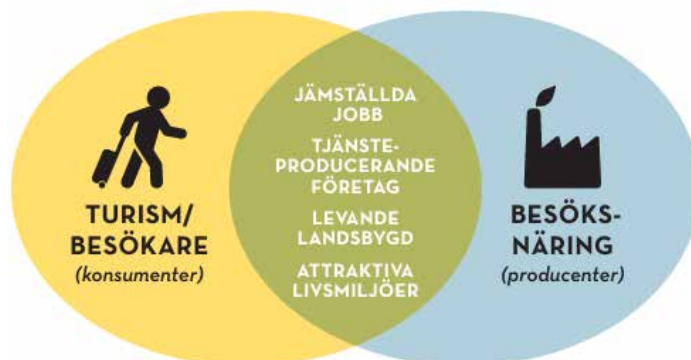 TURISM/
BESÖKARE
(konsumenter)
JÄMSTÄLLDA
JOBB
TJÄNSTE-
PRODUCERANDE
FÖRETAG
LEVANDE
LANDSBYGD
ATTRAKTIVA
LIVSMILJÖER
BESÖKS-
NÄRING
(producenter)